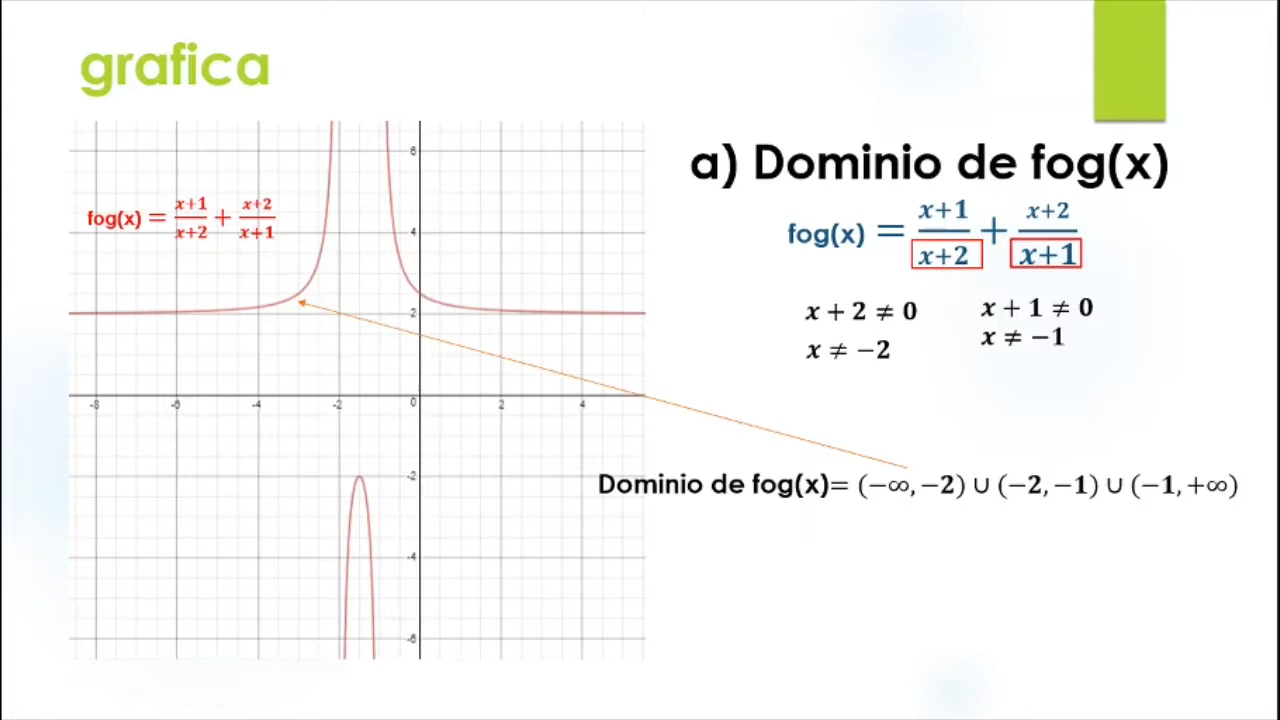 grafica
fog(x) = x+1/x+2 + x+2/x+1
6
4
2
-8 -6 -4 -2 0 2 4
-2
-4
-6
a) Dominio de fog(x)
fog(x) = x+1/x+2 + x+2/x+1
x + 2 ≠ 0
x ≠ −2
x + 1 ≠ 0
x ≠ −1
Dominio de fog(x)= (−∞, −2) ∪ (−2, −1) ∪ (−1, +∞)